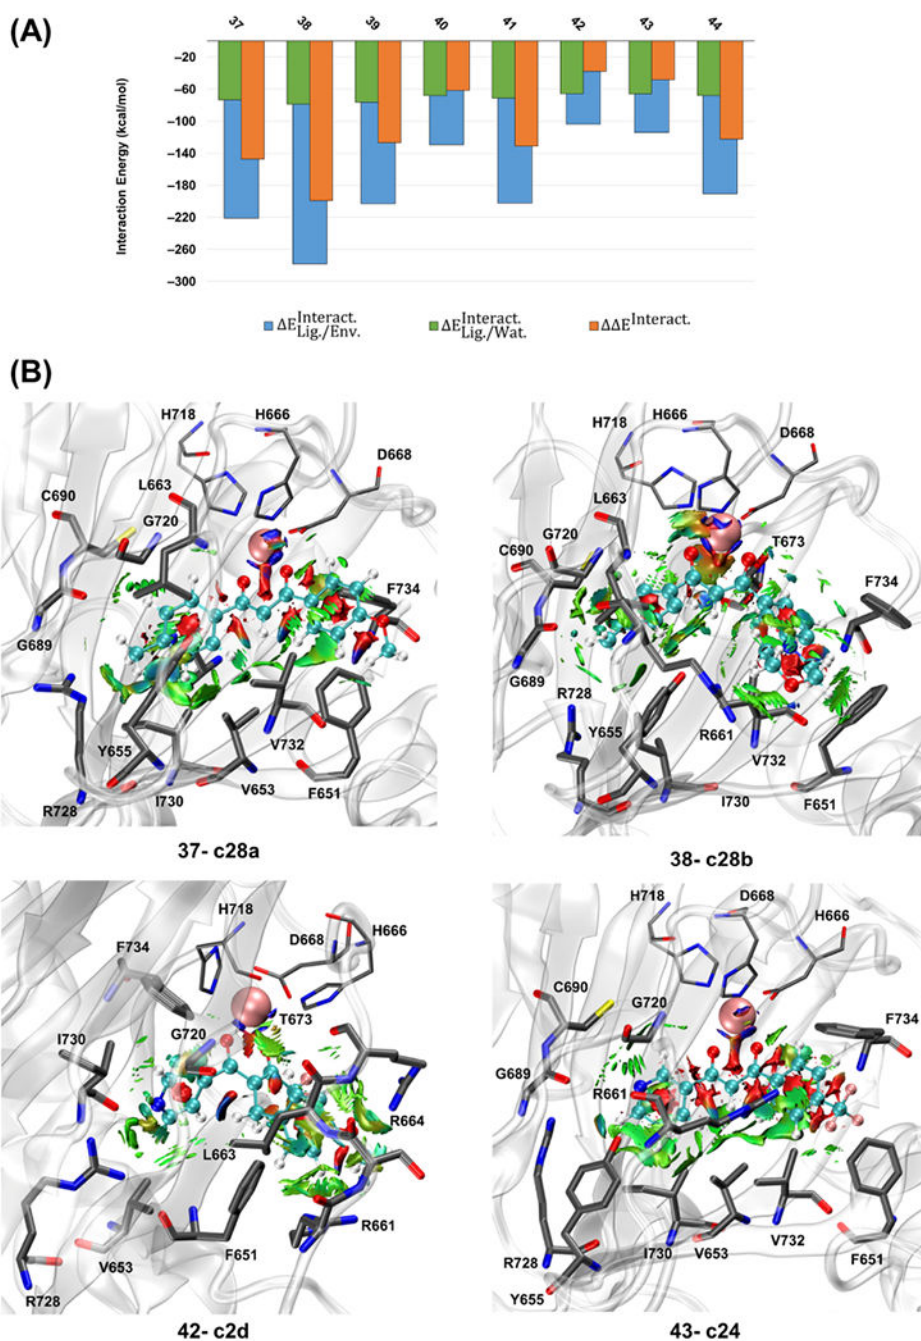 (A)
37 38 39 40 41 42 43 44
Interaction Energy (kcal/mol)
−20
−60
−100
−140
−180
−220
−260
−300
ΔE Interact. Lig./Env. ΔE Interact. Lig./Wat. ΔΔE Interact.
(B)
H718 H666
D668
L663
C690
G720
F734
G689
Y655
V732
R728
I730
V653
F651
37- c28a
H718 H666
D668
L663
G720
C690
T673
F734
G689
R728
Y655
R661
V732
I730
F651
38- c28b
H718
D668
H666
F734
T673
G720
I730
R664
L663
R661
F651
V653
R728
42- c2d
H718
D668
H666
C690
G720
F734
G689
R661
R728
I730
V653
V732
F651
Y655
43- c24